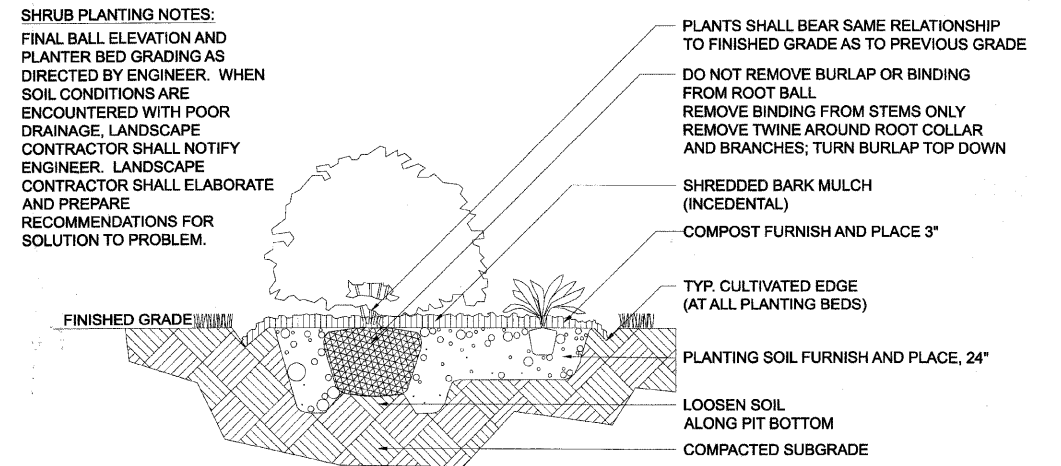 SHRUB PLANTING NOTES:
FINAL BALL ELEVATION AND
PLANTER BED GRADING AS
DIRECTED BY ENGINEER. WHEN
SOIL CONDITIONS ARE
ENCOUNTERED WITH POOR
DRAINAGE, LANDSCAPE
CONTRACTOR SHALL NOTIFY
ENGINEER. LANDSCAPE
CONTRACTOR SHALL ELABORATE
AND PREPARE
RECOMMENDATIONS FOR
SOLUTION TO PROBLEM.
FINISHED GRADE
PLANTS SHALL BEAR SAME RELATIONSHIP
TO FINISHED GRADE AS TO PREVIOUS GRADE
DO NOT REMOVE BURLAP OR BINDING
FROM ROOT BALL
REMOVE BINDING FROM STEMS ONLY
REMOVE TWINE AROUND ROOT COLLAR
AND BRANCHES; TURN BURLAP TOP DOWN
SHREDDED BARK MULCH
(INCEDENTAL)
COMPOST FURNISH AND PLACE 3"
TYP. CULTIVATED EDGE
(AT ALL PLANTING BEDS)
PLANTING SOIL FURNISH AND PLACE, 24"
LOOSEN SOIL
ALONG PIT BOTTOM
COMPACTED SUBGRADE